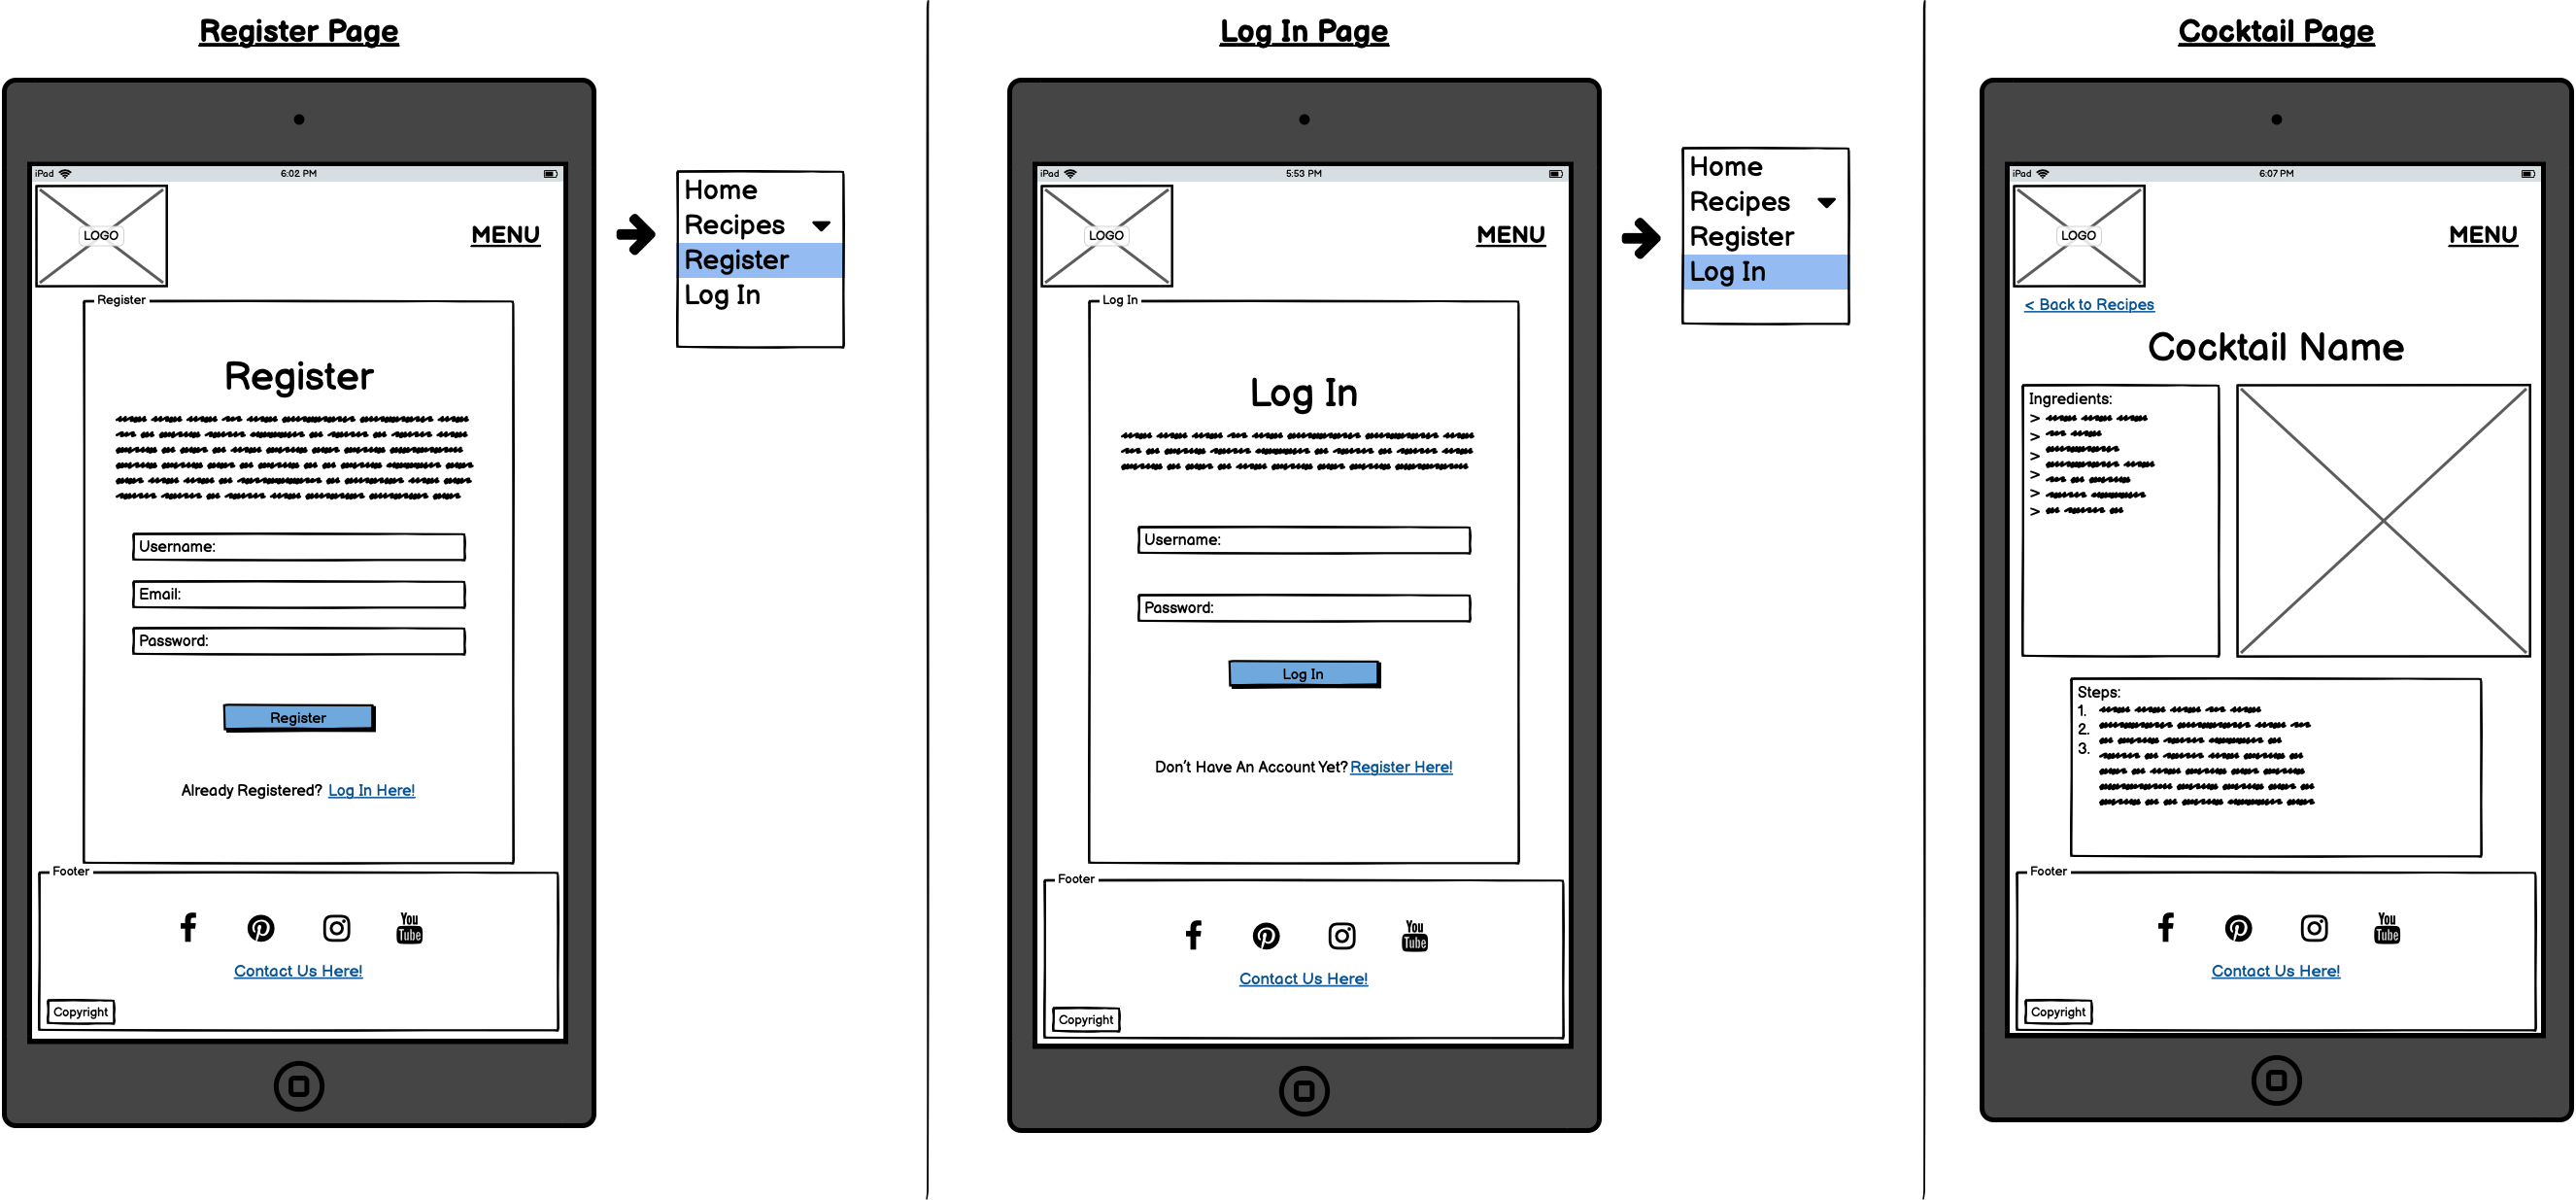 Register Page
iPad
6:02 PM
LOGO
MENU
Home
Recipes
Register
Log In
Register
Register
Username:
Email:
Password:
Register
Already Registered? Log In Here!
Footer
You
Tube
Contact Us Here!
Copyright
Log In Page
iPad
5:53 PM
LOGO
MENU
Home
Recipes
Register
Log In
Log In
Log In
Username:
Password:
Log In
Don't Have An Account Yet? Register Here!
Footer
You
Tube
Contact Us Here!
Copyright
Cocktail Page
iPad
6:07 PM
LOGO
MENU
< Back to Recipes
Cocktail Name
Ingredients:
>
>
>
>
>
>
Steps:
1.
2.
3.
Footer
You
Tube
Contact Us Here!
Copyright